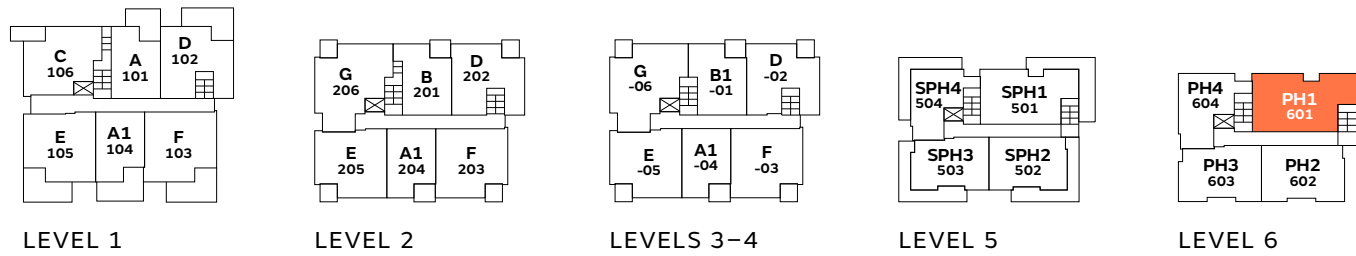 C
106
A
101
D
102
E
105
A1
104
F
103
LEVEL 1
G
206
B
201
D
202
E
205
A1
204
F
203
LEVEL 2
G
-06
B1
-01
D
-02
E
-05
A1
-04
F
-03
LEVELS 3–4
SPH4
504
SPH1
501
SPH3
503
SPH2
502
LEVEL 5
PH4
604
PH1
601
PH3
603
PH2
602
LEVEL 6